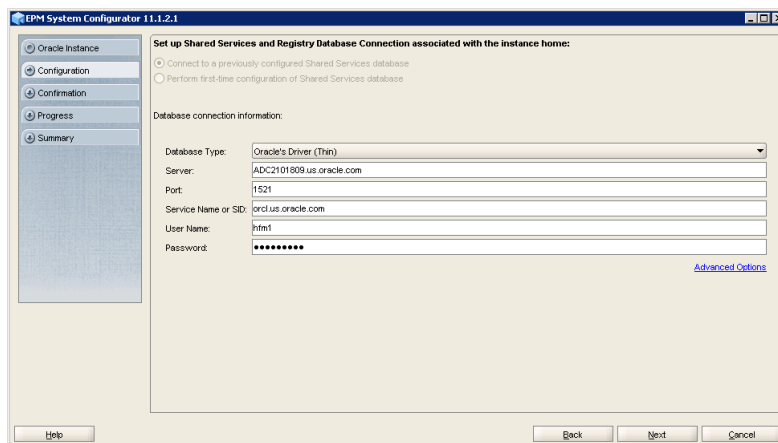 EPM System Configurator 11.1.2.1
Oracle Instance
Configuration
Confirmation
Progress
Summary
Set up Shared Services and Registry Database Connection associated with the instance home:
Connect to a previously configured Shared Services database
Perform first-time configuration of Shared Services database
Database connection information:
Database Type: Oracle's Driver (Thin)
Server: ADC2101809.us.oracle.com
Port: 1521
Service Name or SID: orcl.us.oracle.com
User Name: hfm1
Password: ●●●●●●●●●
Advanced Options
Help Back Next Cancel